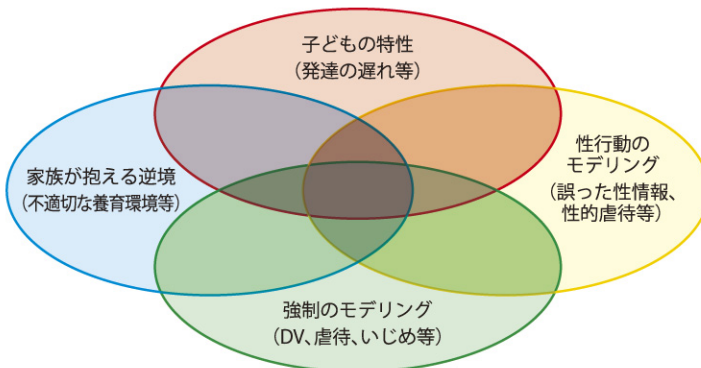 子どもの特性
（発達の遅れ等）
家族が抱える逆境
（不適切な養育環境等）
性行動の
モデリング
（誤った性情報、
性的虐待等）
強制のモデリング
（DV、虐待、いじめ等）